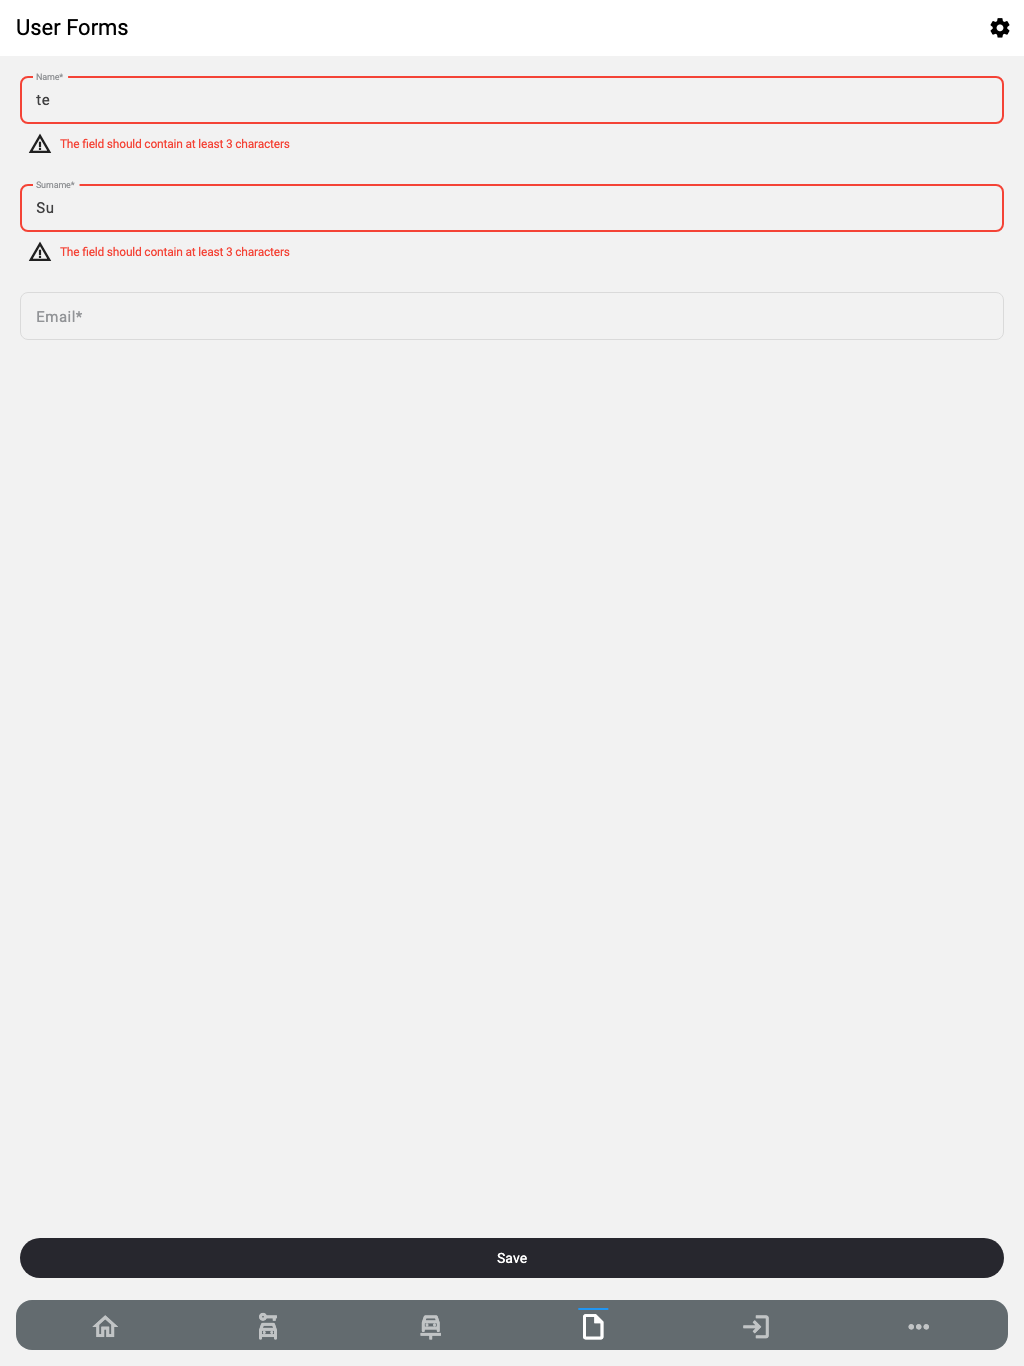 User Forms
Name*
te
The field should contain at least 3 characters
Surname*
Su
The field should contain at least 3 characters
Email*
Save